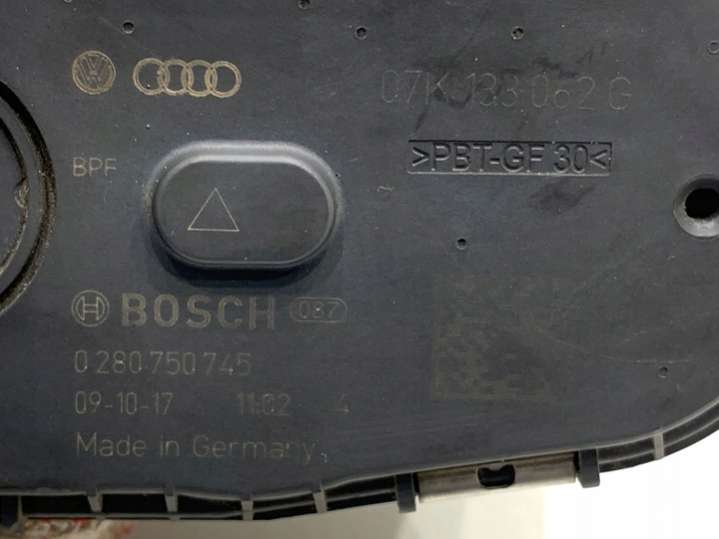 07K 133 062 G
>PBT-GF 30<
BPF
BOSCH 087
0 280 750 745
09-10-17 11:02 4
Made in Germany